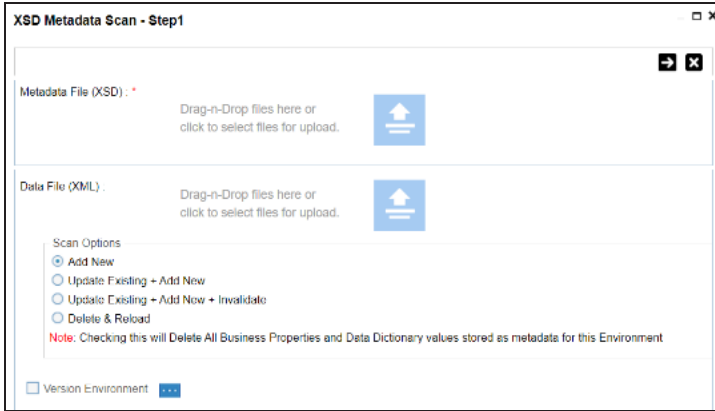 XSD Metadata Scan - Step1
Metadata File (XSD) : *
Drag-n-Drop files here or
click to select files for upload.
Data File (XML) :
Drag-n-Drop files here or
click to select files for upload.
Scan Options
Add New
Update Existing + Add New
Update Existing + Add New + Invalidate
Delete & Reload
Note: Checking this will Delete All Business Properties and Data Dictionary values stored as metadata for this Environment
Version Environment ...